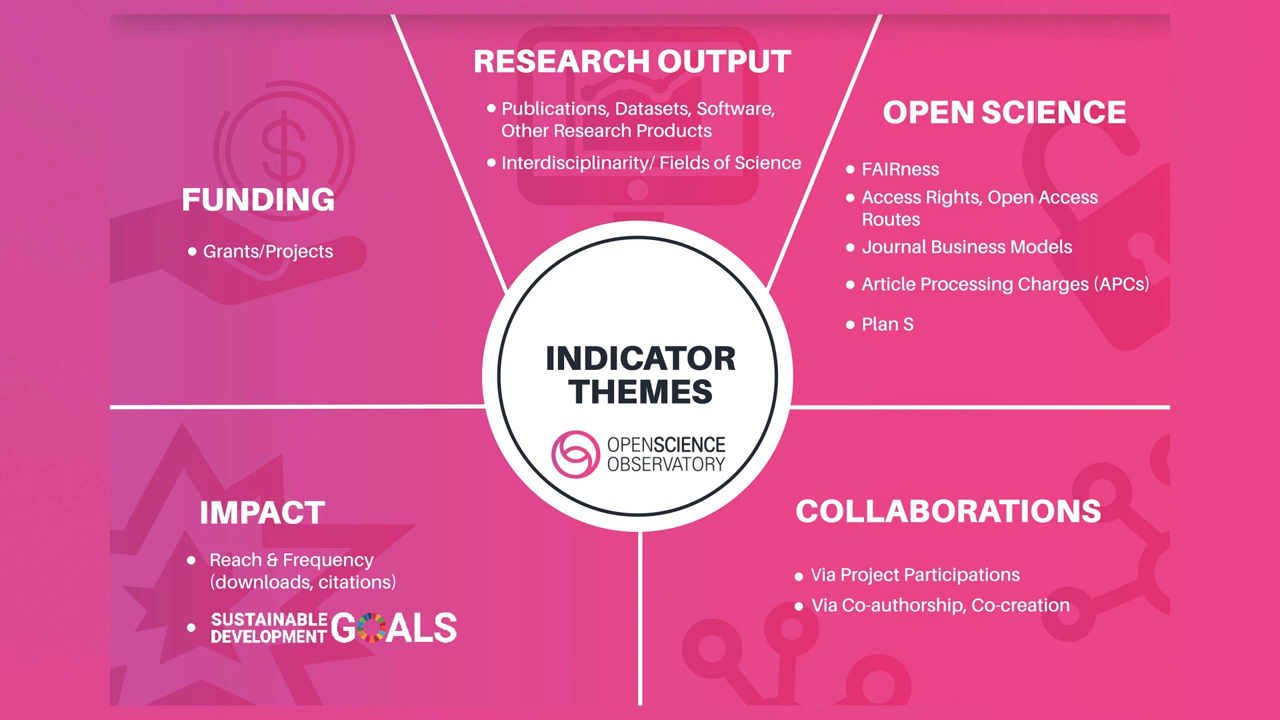 RESEARCH OUTPUT
● Publications, Datasets, Software,
Other Research Products
● Interdisciplinarity/ Fields of Science
OPEN SCIENCE
● FAIRness
● Access Rights, Open Access
Routes
● Journal Business Models
● Article Processing Charges (APCs)
● Plan S
FUNDING
● Grants/Projects
INDICATOR
THEMES
OPENSCIENCE
OBSERVATORY
IMPACT
● Reach & Frequency
(downloads, citations)
● SUSTAINABLE
DEVELOPMENT GOALS
COLLABORATIONS
● Via Project Participations
● Via Co-authorship, Co-creation